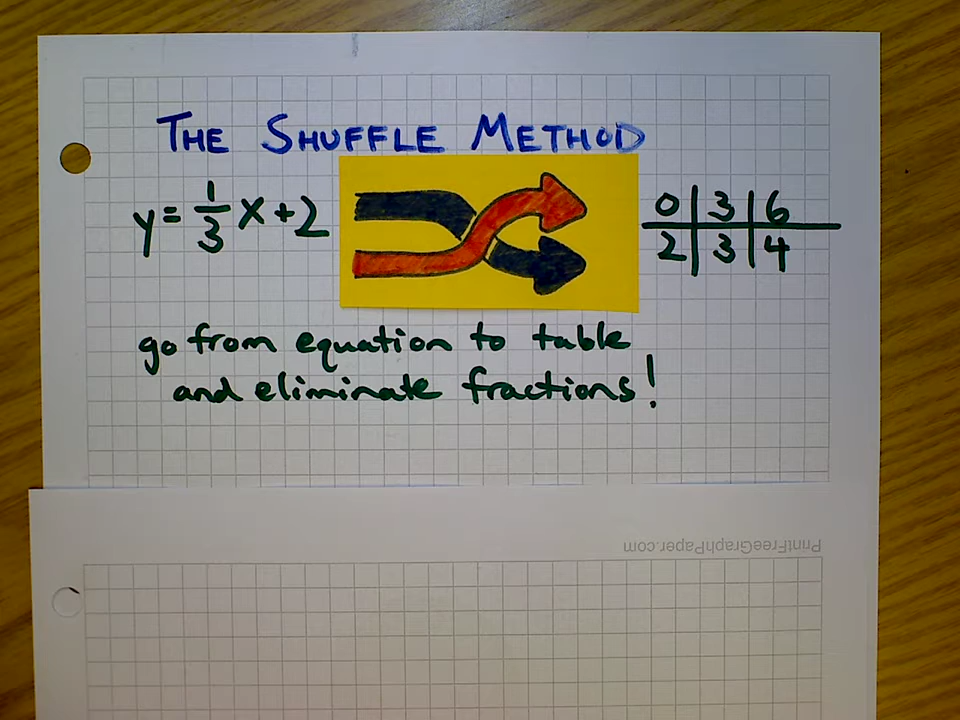 THE SHUFFLE METHOD
y = 1/3 x + 2
0 | 3 | 6
2 | 3 | 4
go from equation to table
and eliminate fractions!
PrintFreeGraphPaper.com